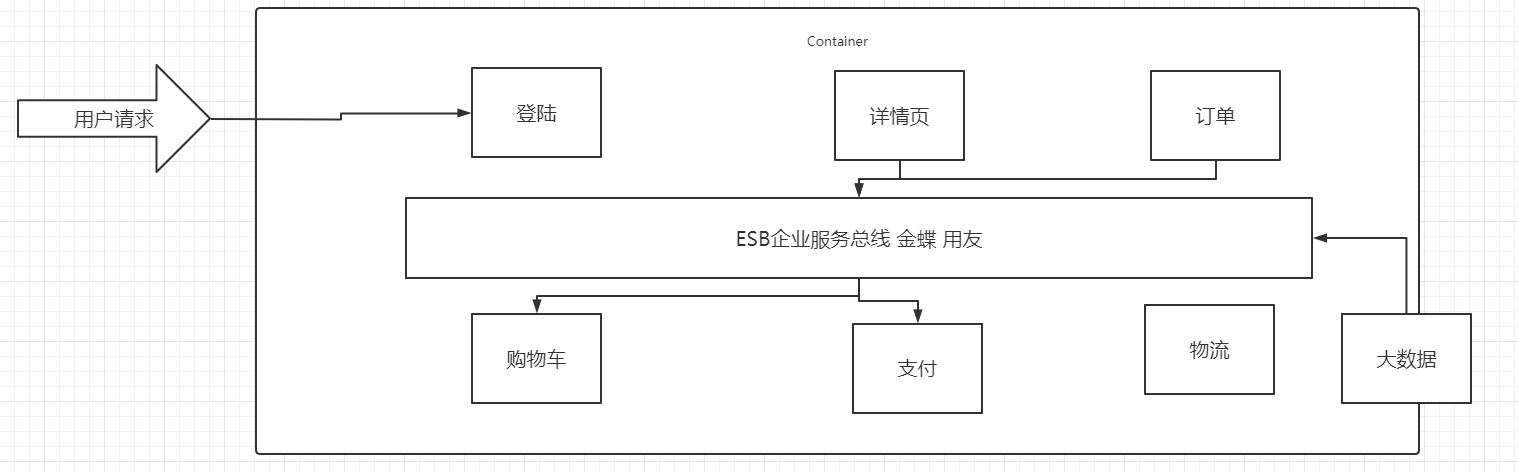 Container
用户请求
登陆
详情页
订单
ESB企业服务总线 金蝶 用友
购物车
支付
物流
大数据